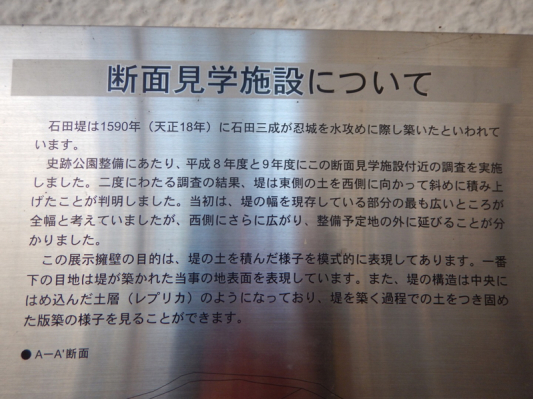 断面見学施設について
石田堤は1590年（天正18年）に石田三成が忍城を水攻めに際し築いたといわれて
います。
史跡公園整備にあたり、平成８年度と９年度にこの断面見学施設付近の調査を実施
しました。二度にわたる調査の結果、堤は東側の土を西側に向かって斜めに積み上
げたことが判明しました。当初は、堤の幅を現存している部分の最も広いところが
全幅と考えていましたが、西側にさらに広がり、整備予定地の外に延びることが分
かりました。
この展示擁壁の目的は、堤の土を積んだ様子を模式的に表現してあります。一番
下の目地は堤が築かれた当事の地表面を表現しています。また、堤の構造は中央に
はめ込んだ土層（レプリカ）のようになっており、堤を築く過程での土をつき固め
た版築の様子を見ることができます。
●A－A'断面